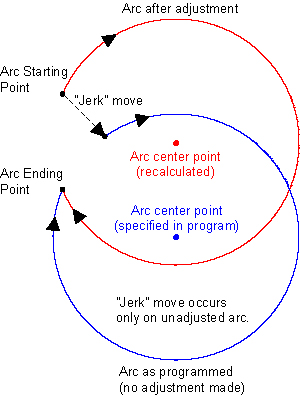 Arc after adjustment
Arc Starting
Point
"Jerk" move
Arc center point
(recalculated)
Arc Ending
Point
Arc center point
(specified in program)
"Jerk" move occurs
only on unadjusted arc.
Arc as programmed
(no adjustment made)